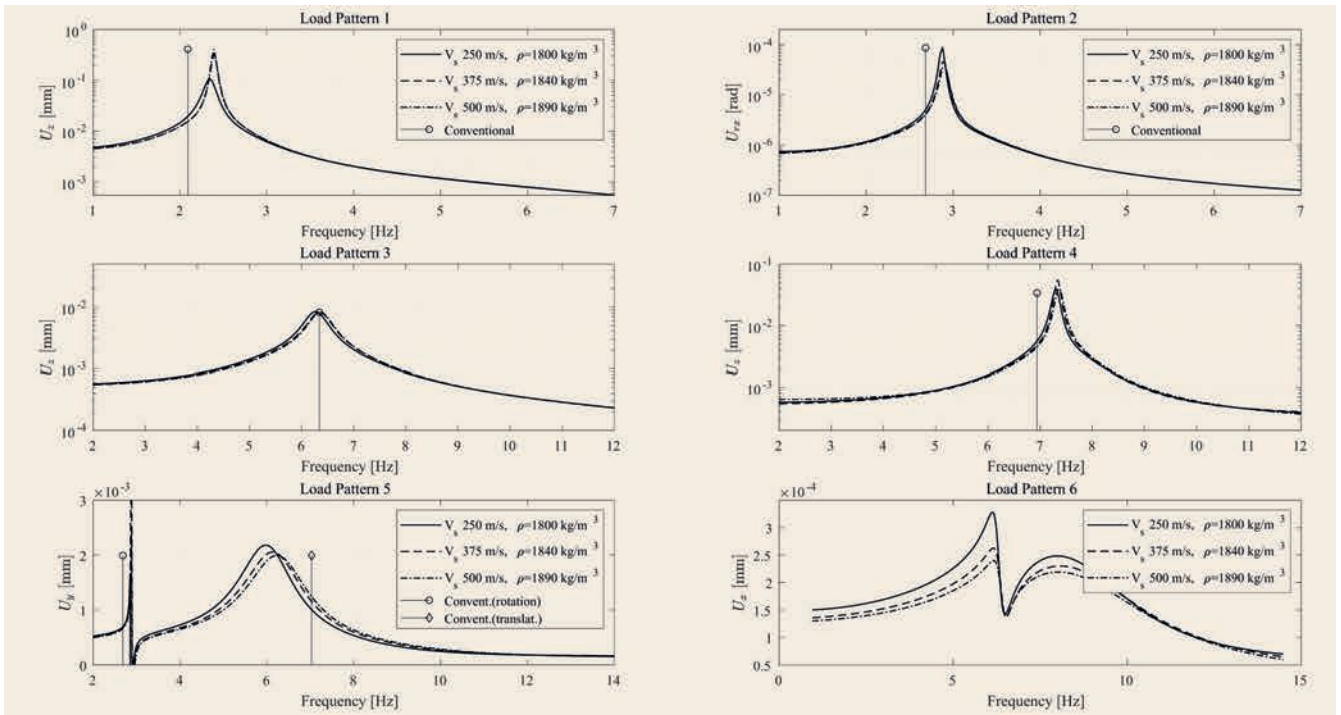 Load Pattern 1
10⁰
10⁻¹
10⁻²
10⁻³
U_z [mm]
V_s 250 m/s, ρ=1800 kg/m ³
V_s 375 m/s, ρ=1840 kg/m ³
V_s 500 m/s, ρ=1890 kg/m ³
Conventional
1 2 3 4 5 6 7
Frequency [Hz]
Load Pattern 2
10⁻⁴
10⁻⁵
10⁻⁶
10⁻⁷
U_rx [rad]
V_s 250 m/s, ρ=1800 kg/m ³
V_s 375 m/s, ρ=1840 kg/m ³
V_s 500 m/s, ρ=1890 kg/m ³
Conventional
1 2 3 4 5 6 7
Frequency [Hz]
Load Pattern 3
10⁻²
10⁻³
10⁻⁴
U_z [mm]
2 3 4 5 6 7 8 9 10 11 12
Frequency [Hz]
Load Pattern 4
10⁻¹
10⁻²
10⁻³
U_z [mm]
2 3 4 5 6 7 8 9 10 11 12
Frequency [Hz]
Load Pattern 5
×10⁻³
3
2
1
0
U_y [mm]
V_s 250 m/s, ρ=1800 kg/m ³
V_s 375 m/s, ρ=1840 kg/m ³
V_s 500 m/s, ρ=1890 kg/m ³
Convent.(rotation)
Convent.(translat.)
2 4 6 8 10 12 14
Frequency [Hz]
Load Pattern 6
×10⁻⁴
3.5
3
2.5
2
1.5
1
0.5
U_x [mm]
V_s 250 m/s, ρ=1800 kg/m ³
V_s 375 m/s, ρ=1840 kg/m ³
V_s 500 m/s, ρ=1890 kg/m ³
0 5 10 15
Frequency [Hz]